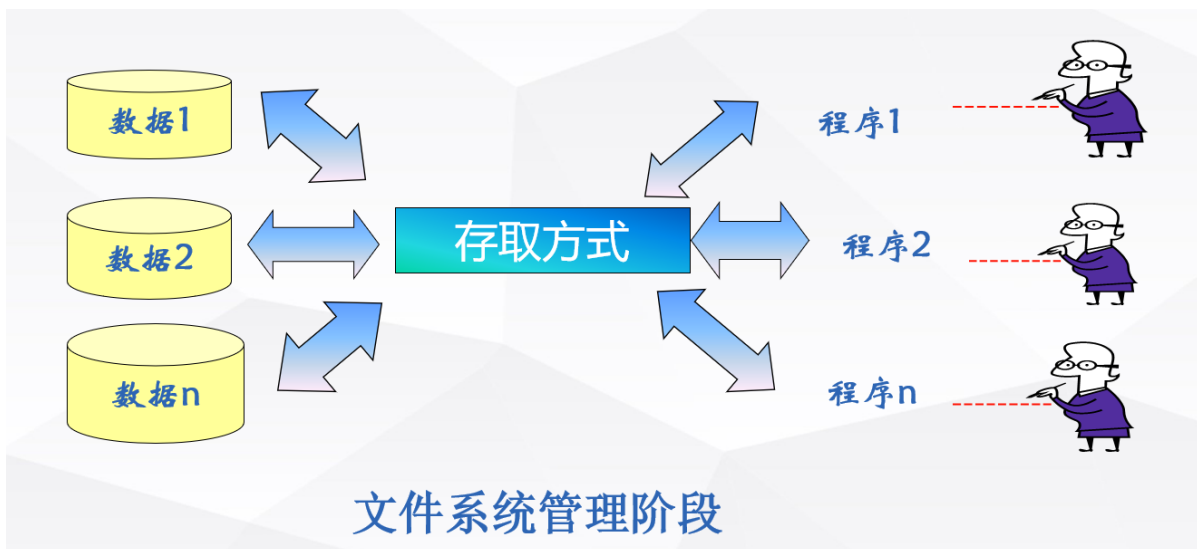 数据1
程序1
数据2
存取方式
程序2
数据n
程序n
文件系统管理阶段